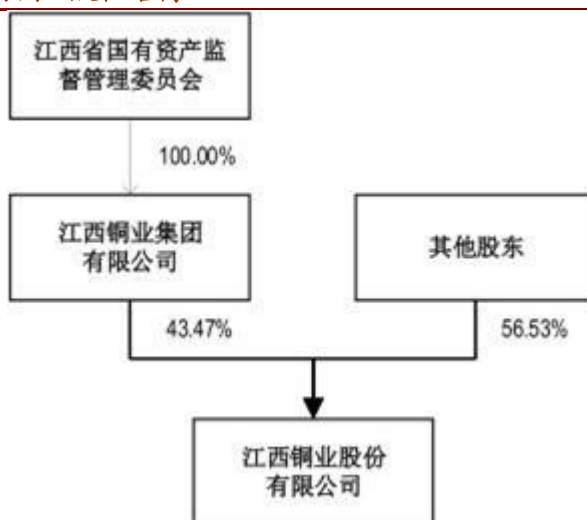 江西省国有资产监
督管理委员会
100.00%
江西铜业集团
有限公司
其他股东
43.47%
56.53%
江西铜业股份
有限公司